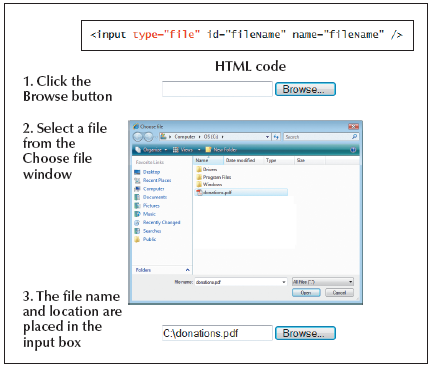 <input type="file" id="fileName" name="fileName" />
HTML code
1. Click the
Browse button
Browse...
2. Select a file
from the
Choose file
window
Choose file
Computer
OS (C:)
Search
Organize
Views
New Folder
Favorite Links
Name
Date modified
Type
Size
Desktop
Recent Places
Computer
Documents
Pictures
Music
Recently Changed
Searches
Public
Drivers
Program Files
Windows
donations.pdf
Folders
File name: donations.pdf
All Files (*.*)
Open
Cancel
3. The file name
and location are
placed in the
input box
C:\donations.pdf
Browse...